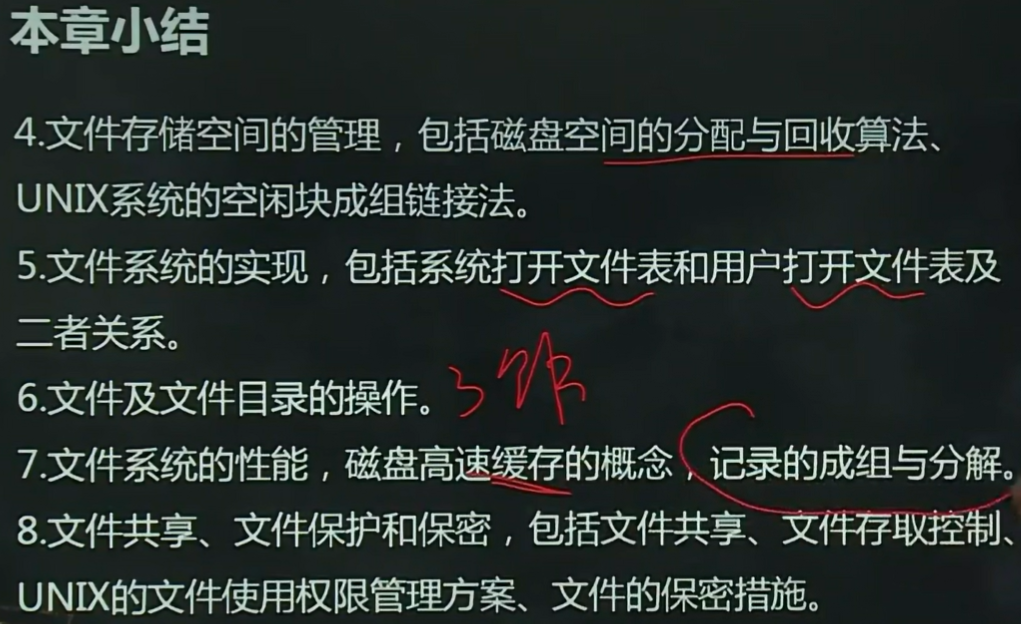 本章小结
4.文件存储空间的管理，包括磁盘空间的分配与回收算法、
UNIX系统的空闲块成组链接法。
5.文件系统的实现，包括系统打开文件表和用户打开文件表及
二者关系。
6.文件及文件目录的操作。
7.文件系统的性能，磁盘高速缓存的概念，记录的成组与分解。
8.文件共享、文件保护和保密，包括文件共享、文件存取控制、
UNIX的文件使用权限管理方案、文件的保密措施。